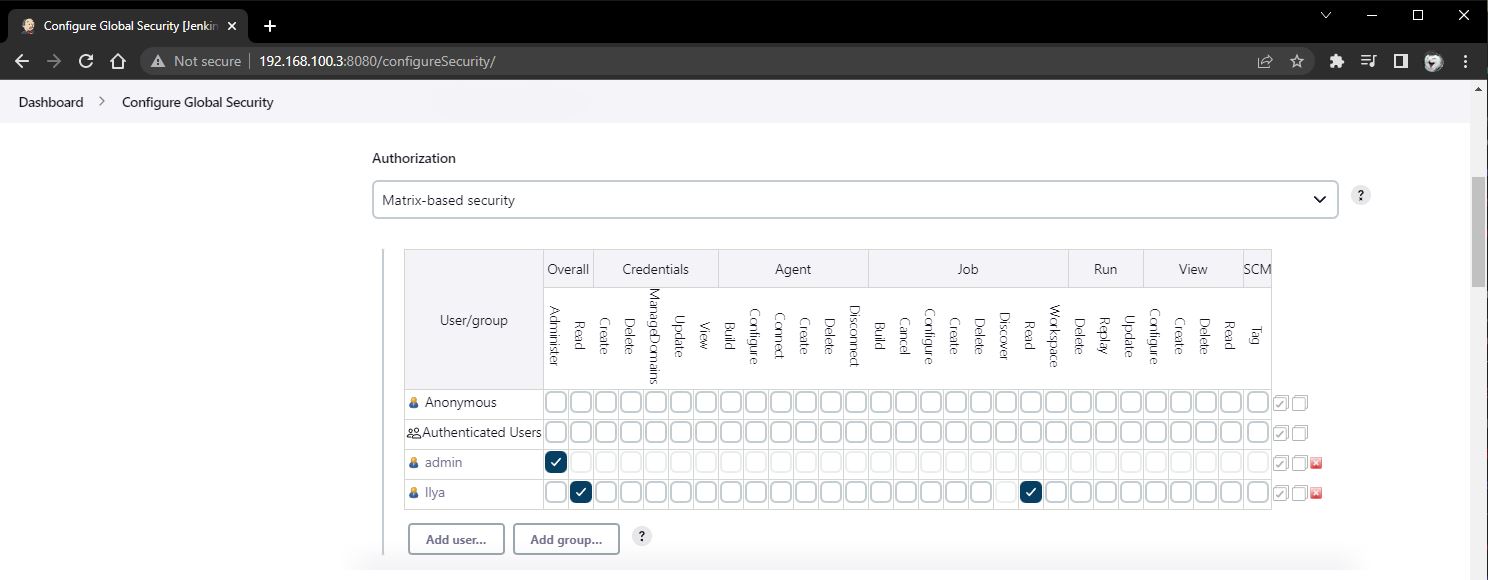 Configure Global Security [Jenkin
Not secure 192.168.100.3:8080/configureSecurity/
Dashboard Configure Global Security
Authorization
Matrix-based security
?
User/group Overall Credentials Agent Job Run View SCM
Administer Read Create Delete ManageDomains Update View Build Configure Connect Create Delete Disconnect Build Cancel Configure Create Delete Discover Read Workspace Delete Replay Update Configure Create Delete Read Tag
Anonymous
Authenticated Users
admin
Ilya
Add user... Add group... ?